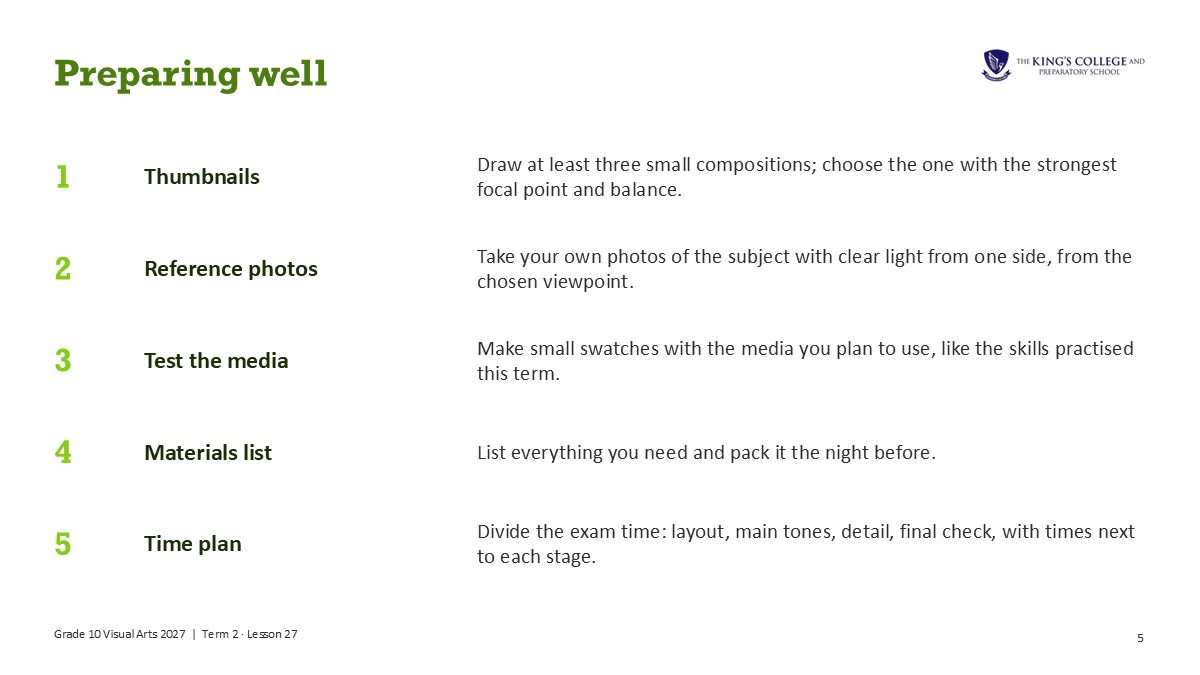 Preparing well
THE KING'S COLLEGE AND
PREPARATORY SCHOOL
1
Thumbnails
Draw at least three small compositions; choose the one with the strongest
focal point and balance.
2
Reference photos
Take your own photos of the subject with clear light from one side, from the
chosen viewpoint.
3
Test the media
Make small swatches with the media you plan to use, like the skills practised
this term.
4
Materials list
List everything you need and pack it the night before.
5
Time plan
Divide the exam time: layout, main tones, detail, final check, with times next
to each stage.
Grade 10 Visual Arts 2027 | Term 2 · Lesson 27
5